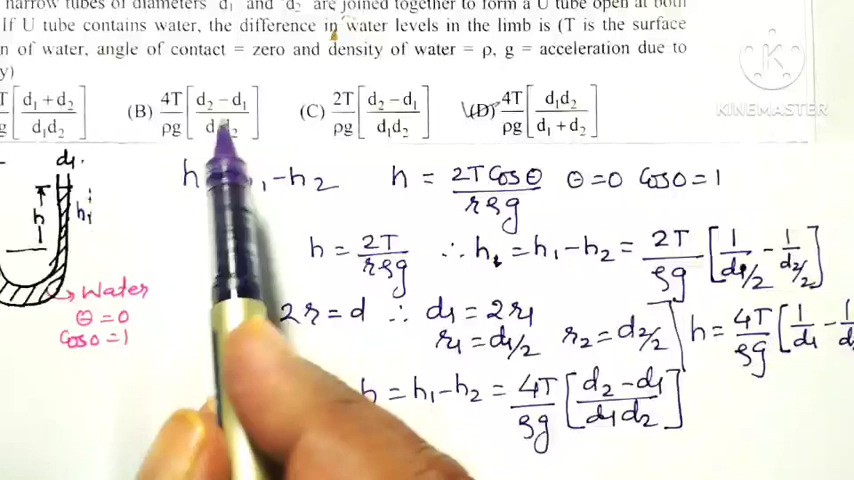 narrow tubes of diameters d₁ and d₂ are joined together to form a U tube open at both
If U tube contains water, the difference in water levels in the limb is (T is the surface
n of water, angle of contact = zero and density of water = ρ, g = acceleration due to
y)
[d₁ + d₂ / d₁d₂] (B) 4T/ρg [d₂ – d₁ / d₁d₂] (C) 2T/ρg [d₂ – d₁ / d₁d₂] (D) 4T/ρg [d₁d₂ / d₁ + d₂]
KINEMASTER
d₁
h
h₁
Water
θ = 0
cos0 = 1
h ₁ - h₂ h = 2T Cosθ / rρg θ = 0 Cos0 = 1
h = 2T / rρg ∴ h = h₁ - h₂ = 2T/ρg [1/d₁/2 - 1/d₂/2]
2r = d ∴ d₁ = 2r₁
r₁ = d₁/2 r₂ = d₂/2 h = 4T/ρg [1/d₁ - 1/d
h = h₁ - h₂ = 4T/ρg [d₂ - d₁ / d₁d₂]